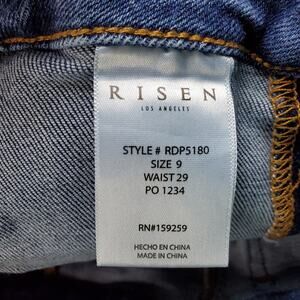 RISEN
LOS ANGELES
STYLE # RDP5180
SIZE 9
WAIST 29
PO 1234
RN#159259
HECHO EN CHINA
MADE IN CHINA